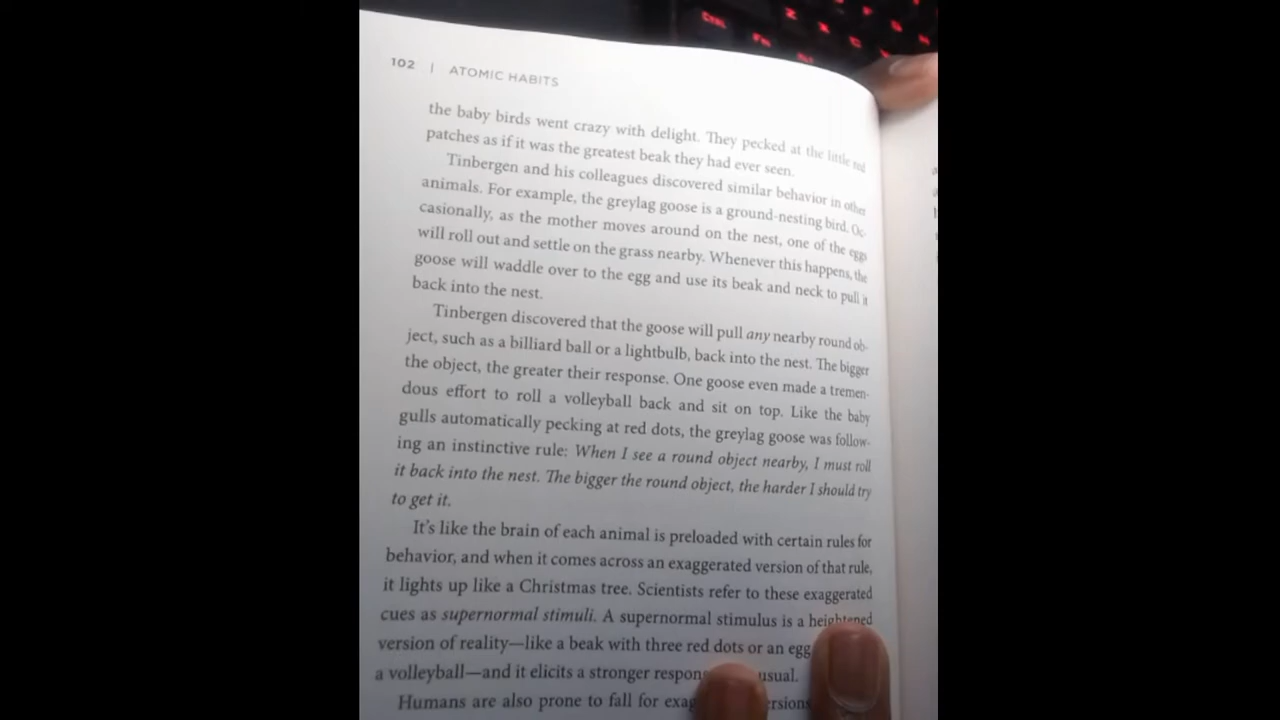 CTRL
Z
X
C
FN
ALT
102 | ATOMIC HABITS
the baby birds went crazy with delight. They pecked at the little red
patches as if it was the greatest beak they had ever seen.
Tinbergen and his colleagues discovered similar behavior in other
animals. For example, the greylag goose is a ground-nesting bird. Oc-
casionally, as the mother moves around on the nest, one of the eggs
will roll out and settle on the grass nearby. Whenever this happens, the
goose will waddle over to the egg and use its beak and neck to pull it
back into the nest.
Tinbergen discovered that the goose will pull any nearby round ob-
ject, such as a billiard ball or a lightbulb, back into the nest. The bigger
the object, the greater their response. One goose even made a tremen-
dous effort to roll a volleyball back and sit on top. Like the baby
gulls automatically pecking at red dots, the greylag goose was follow-
ing an instinctive rule: When I see a round object nearby, I must roll
it back into the nest. The bigger the round object, the harder I should try
to get it.
It's like the brain of each animal is preloaded with certain rules for
behavior, and when it comes across an exaggerated version of that rule,
it lights up like a Christmas tree. Scientists refer to these exaggerated
cues as supernormal stimuli. A supernormal stimulus is a heightened
version of reality—like a beak with three red dots or an egg
a volleyball—and it elicits a stronger usual.
Humans are also prone to fall for